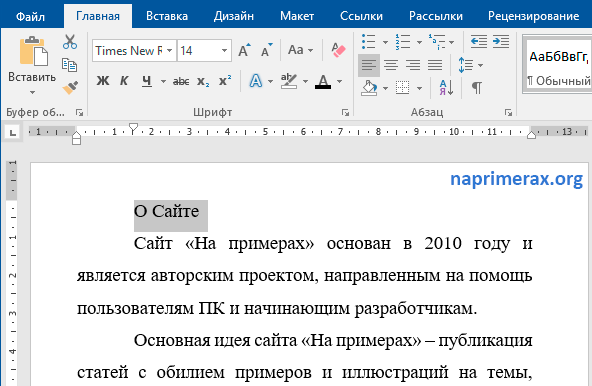 Файл Главная Вставка Дизайн Макет Ссылки Рассылки Рецензирование
Times New R 14 Aa АаБбВвГг,
Вставить Ж К Ч abc x₂ x² A ab A А Я ¶ ¶ Обычный
Буфер об... Шрифт Абзац
1 1 2 3 4 5 6 7 8 9 10 11 13
naprimerax.org
О Сайте
Сайт «На примерах» основан в 2010 году и
является авторским проектом, направленным на помощь
пользователям ПК и начинающим разработчикам.
Основная идея сайта «На примерах» – публикация
статей с обилием примеров и иллюстраций на темы,